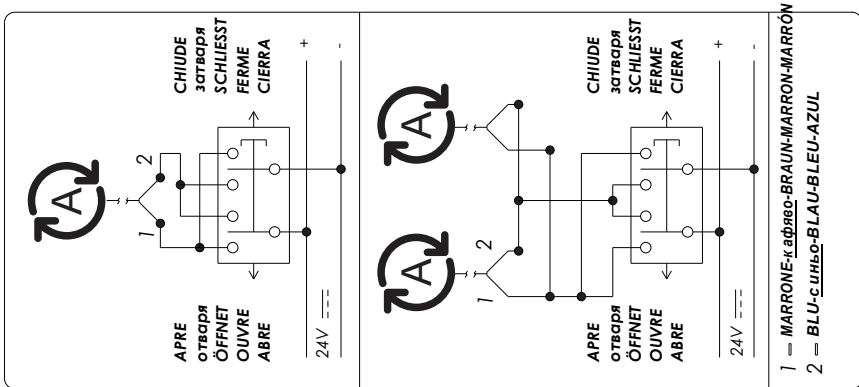 A
1
2
APRE
отваря
ÖFFNET
OUVRE
ABRE
CHIUDE
затваря
SCHLIESST
FERME
CIERRA
24V
+
-
A
A
1
2
APRE
отваря
ÖFFNET
OUVRE
ABRE
CHIUDE
затваря
SCHLIESST
FERME
CIERRA
24V
+
-
1 = MARRONE-к афяво-BRAUN-MARRON-MARRÓN
2 = BLU-синьо-BLAU-BLEU-AZUL